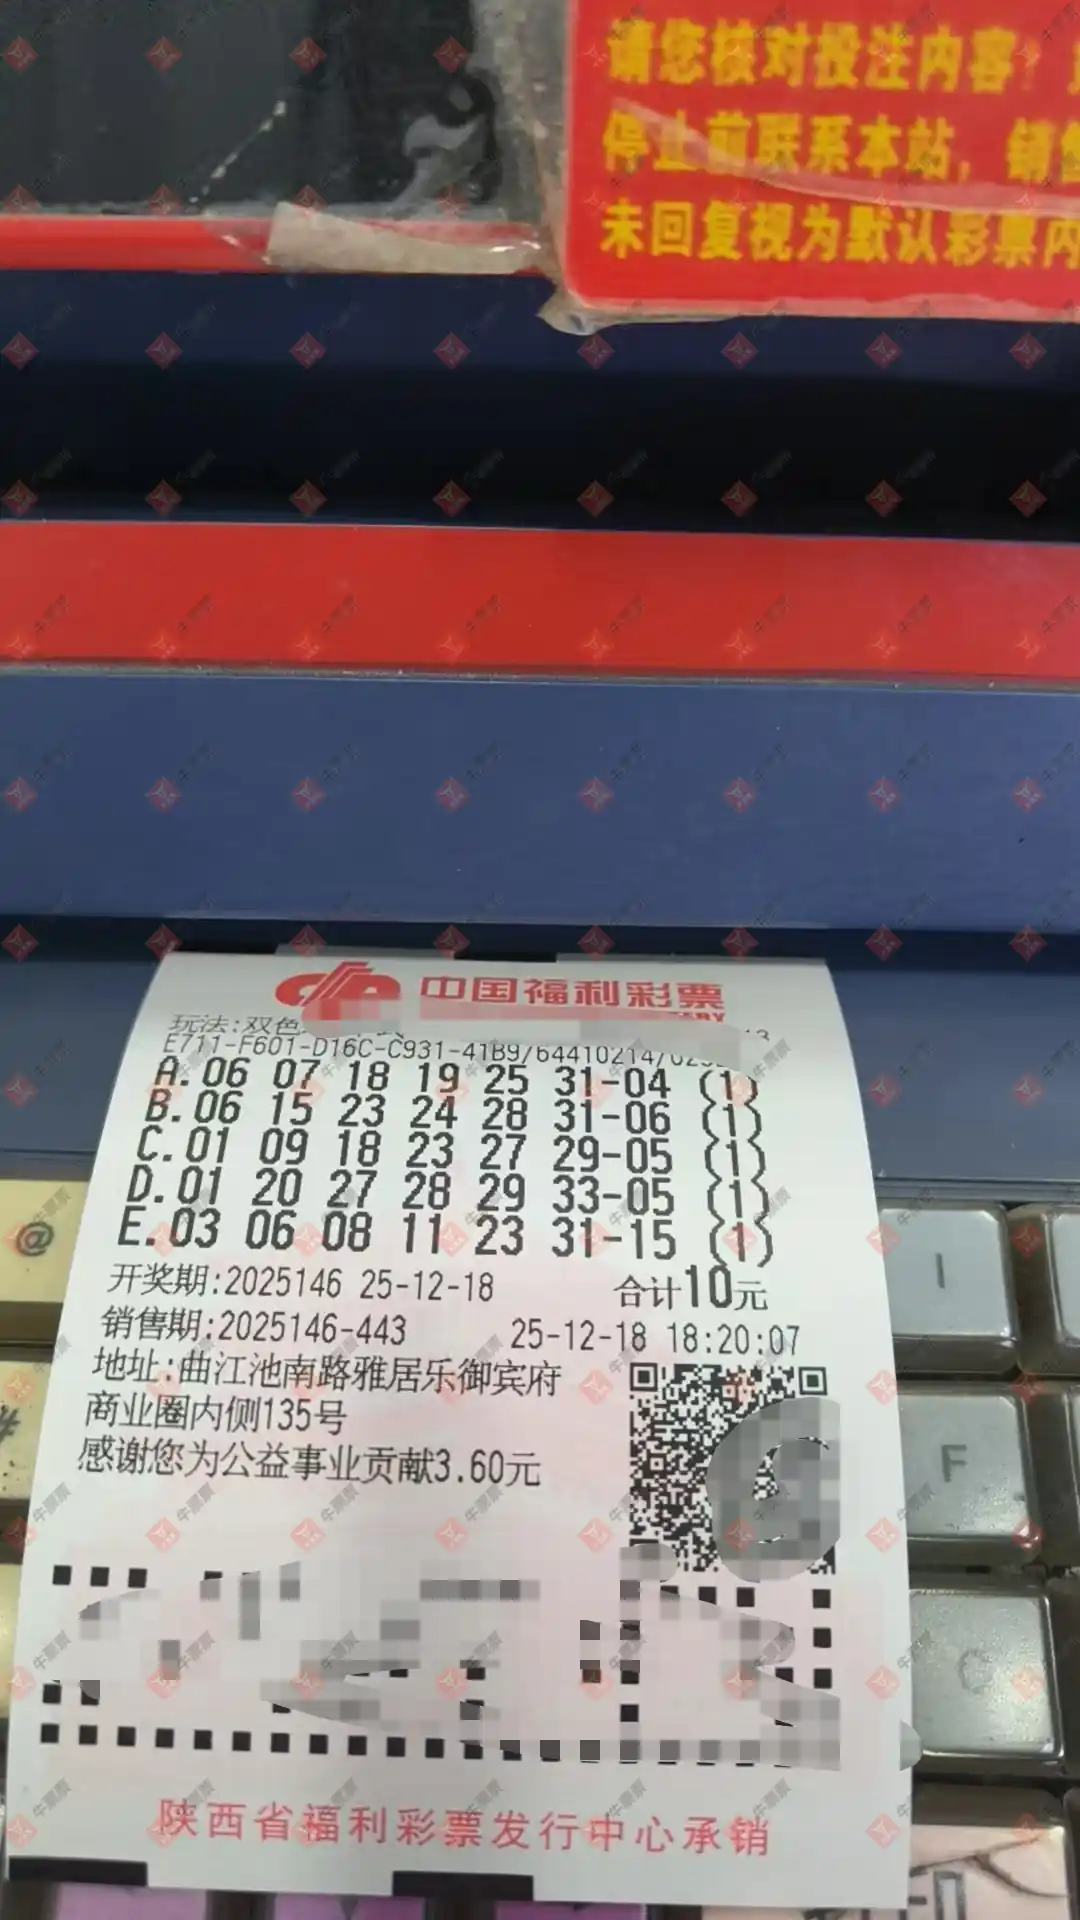 请您核对投注内容！
停止前联系本站，销售
未回复视为默认彩票内
中国福利彩票
玩法:双色
E711-F601-D16C-C931-41B9/64410214/02
A.06 07 18 19 25 31-04 (1)
B.06 15 23 24 28 31-06 (1)
C.01 09 18 23 27 29-05 (1)
D.01 20 27 28 29 33-05 (1)
E.03 06 08 11 23 31-15 (1)
开奖期:2025146 25-12-18 合计10元
销售期:2025146-443 25-12-18 18:20:07
地址:曲江池南路雅居乐御宾府
商业圈内侧135号
感谢您为公益事业贡献3.60元
陕西省福利彩票发行中心承销
@
I
#
F
C
牛票票